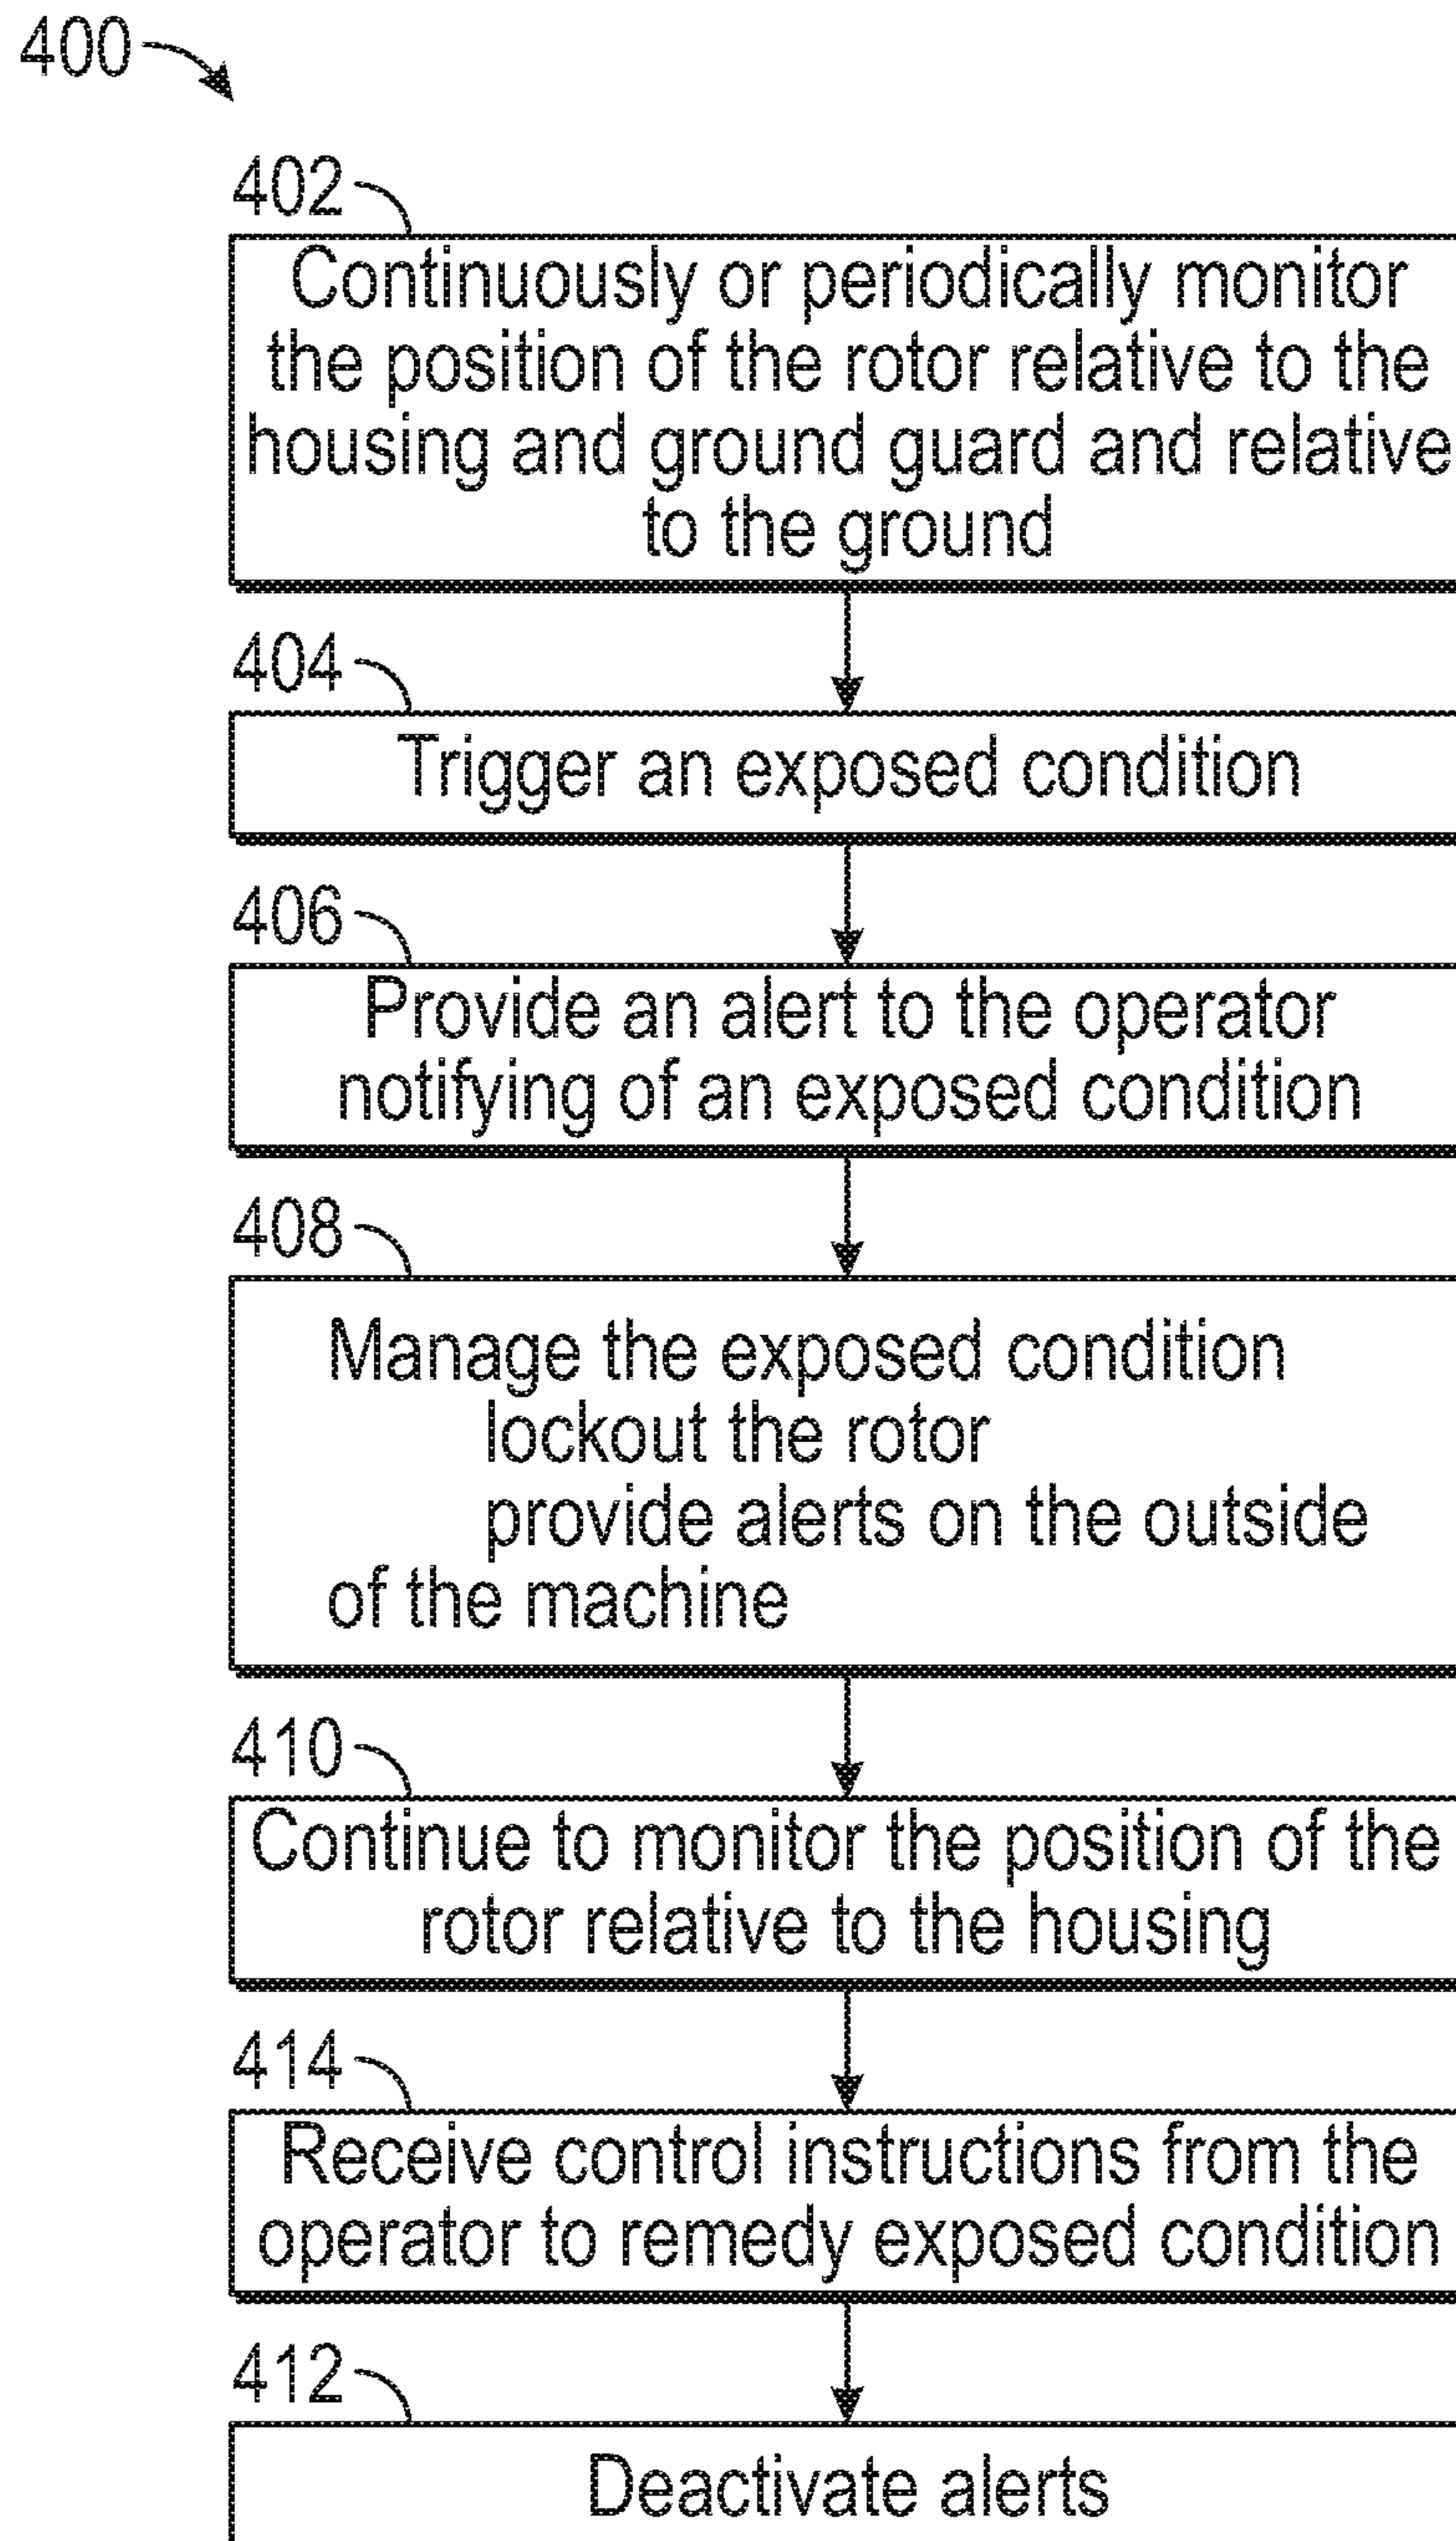 400
402
Continuously or periodically monitor
the position of the rotor relative to the
housing and ground guard and relative
to the ground
404
Trigger an exposed condition
406
Provide an alert to the operator
notifying of an exposed condition
408
Manage the exposed condition
lockout the rotor
provide alerts on the outside
of the machine
410
Continue to monitor the position of the
rotor relative to the housing
414
Receive control instructions from the
operator to remedy exposed condition
412
Deactivate alerts